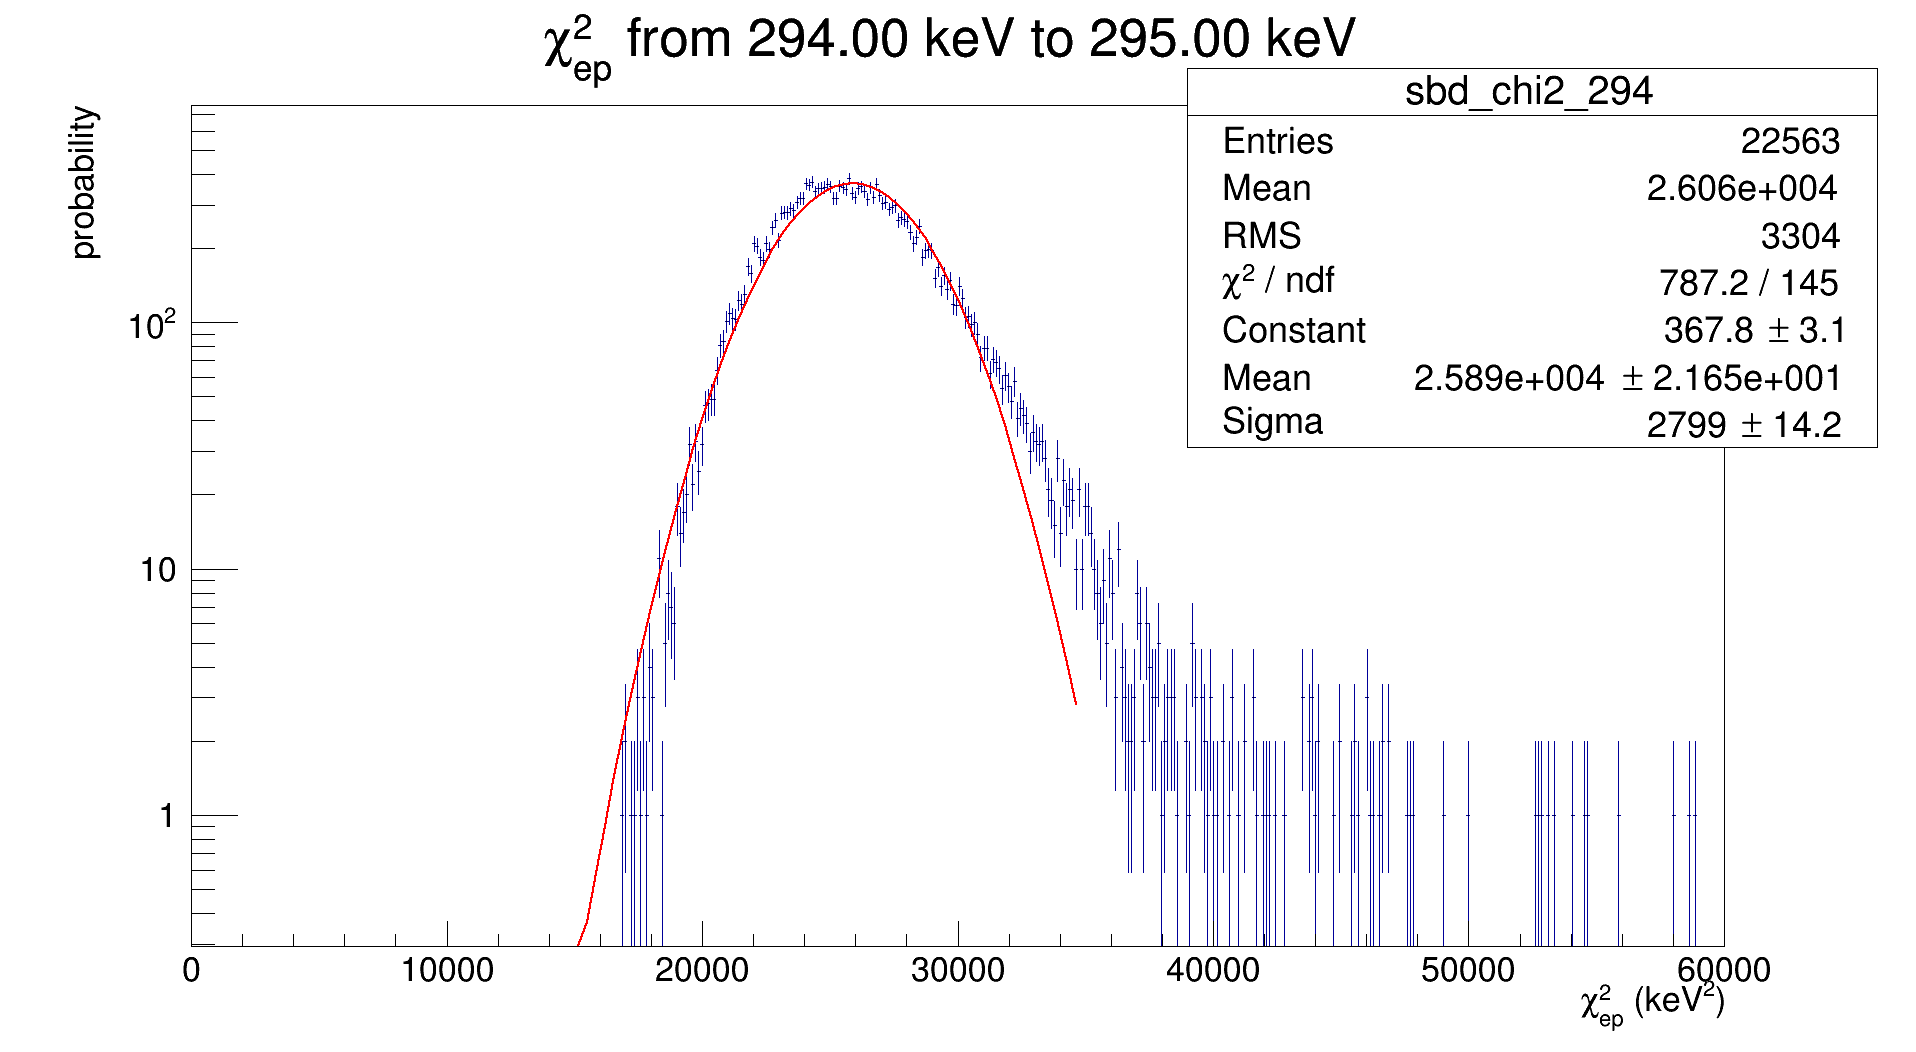 χ²ep from 294.00 keV to 295.00 keV
probability
sbd_chi2_294
Entries 22563
Mean 2.606e+004
RMS 3304
χ² / ndf 787.2 / 145
Constant 367.8 ± 3.1
Mean 2.589e+004 ± 2.165e+001
Sigma 2799 ± 14.2
10²
10
1
0 10000 20000 30000 40000 50000 60000
χ²ep (keV²)